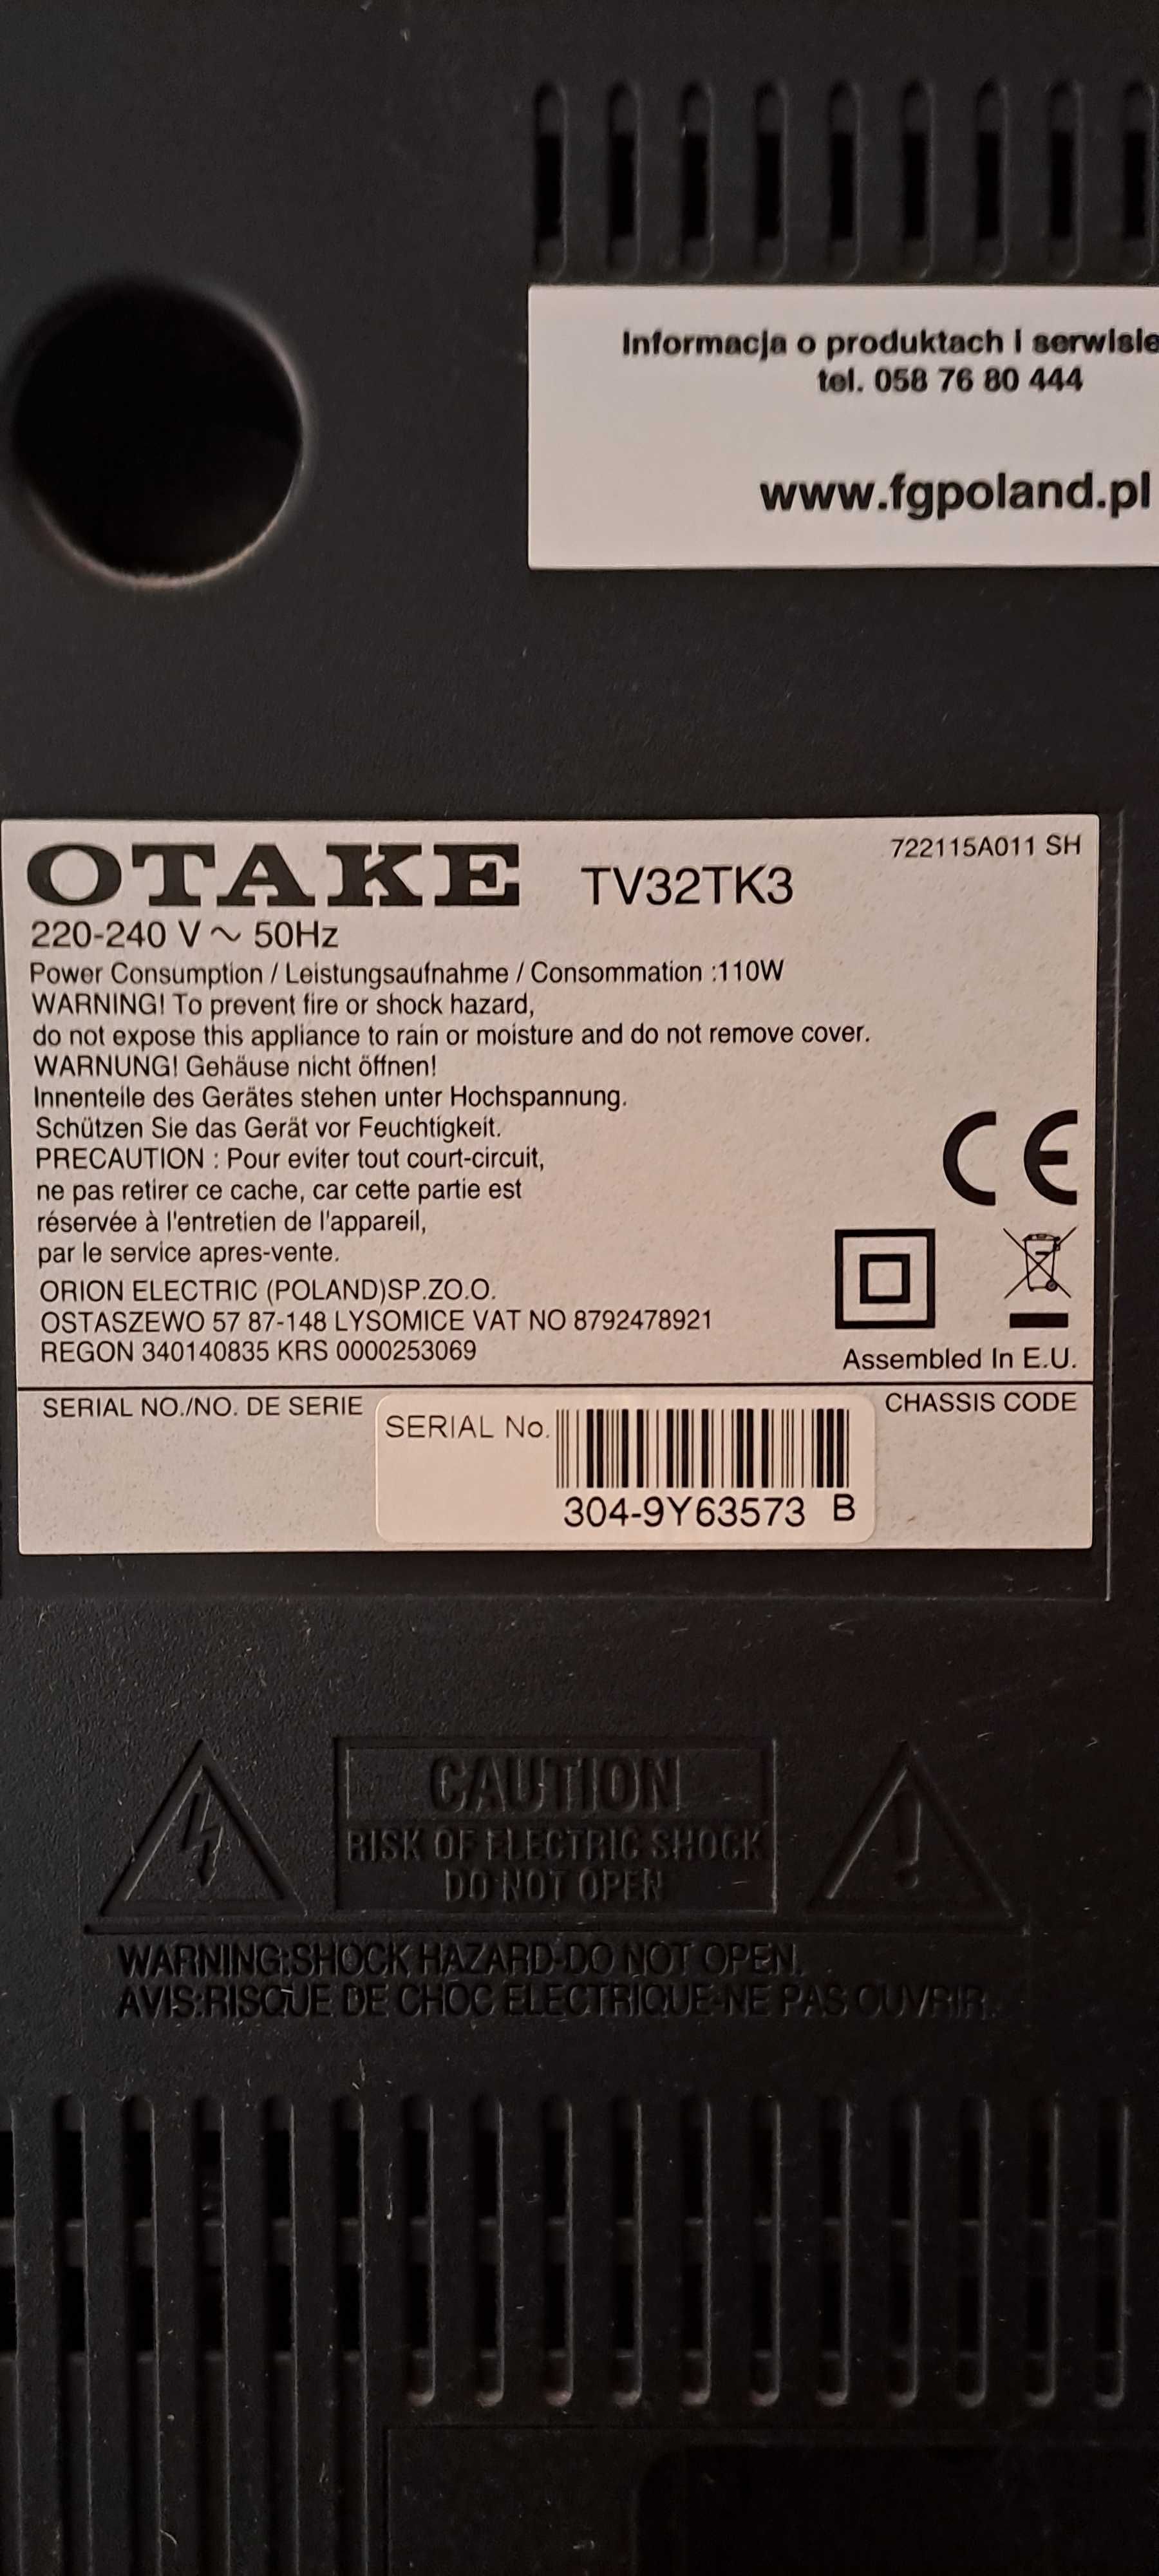 Informacja o produktach i serwisie
tel. 058 76 80 444
www.fgpoland.pl
OTAKE TV32TK3 722115A011 SH
220-240 V ~ 50Hz
Power Consumption / Leistungsaufnahme / Consommation :110W
WARNING! To prevent fire or shock hazard,
do not expose this appliance to rain or moisture and do not remove cover.
WARNUNG! Gehäuse nicht öffnen!
Innenteile des Gerätes stehen unter Hochspannung.
Schützen Sie das Gerät vor Feuchtigkeit.
PRECAUTION : Pour eviter tout court-circuit,
ne pas retirer ce cache, car cette partie est
réservée à l'entretien de l'appareil,
par le service apres-vente.
ORION ELECTRIC (POLAND)SP.ZO.O.
OSTASZEWO 57 87-148 LYSOMICE VAT NO 8792478921
REGON 340140835 KRS 0000253069
CE
Assembled In E.U.
SERIAL NO./NO. DE SERIE
SERIAL No.
304-9Y63573 B
CHASSIS CODE
CAUTION
RISK OF ELECTRIC SHOCK
DO NOT OPEN
WARNING:SHOCK HAZARD-DO NOT OPEN.
AVIS:RISQUE DE CHOC ELECTRIQUE-NE PAS OUVRIR.